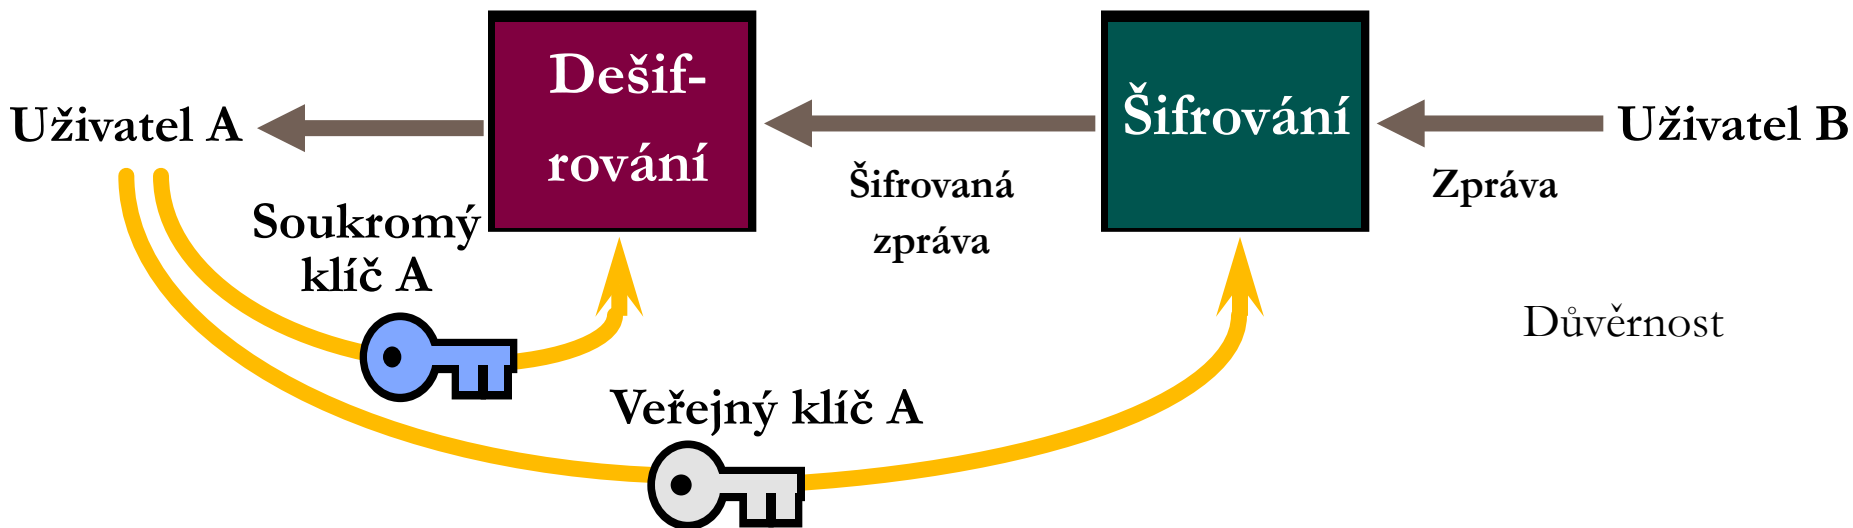 Dešif-
rování
Šifrování
Uživatel A
Uživatel B
Šifrovaná
zpráva
Zpráva
Soukromý
klíč A
Důvěrnost
Veřejný klíč A